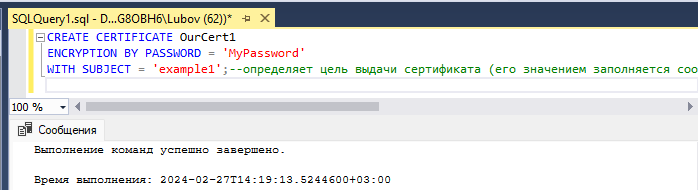 SQLQuery1.sql - D...G8OBH6\Lubov (62))*
CREATE CERTIFICATE OurCert1
ENCRYPTION BY PASSWORD = 'MyPassword'
WITH SUBJECT = 'example1';--определяет цель выдачи сертификата (его значением заполняется соо
100 %
Сообщения
Выполнение команд успешно завершено.
Время выполнения: 2024-02-27T14:19:13.5244600+03:00